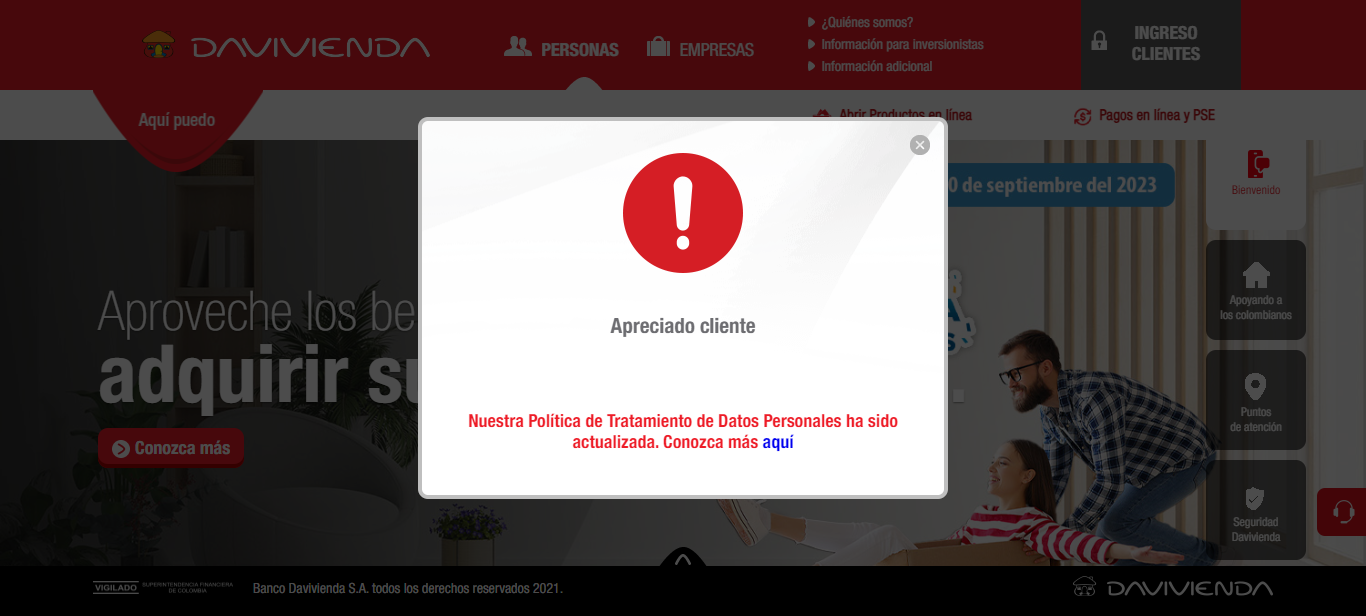 DAVIVIENDA
PERSONAS
EMPRESAS
¿Quiénes somos?
Información para inversionistas
Información adicional
INGRESO
CLIENTES
Aquí puedo
Abrir Productos en línea
Pagos en línea y PSE
0 de septiembre del 2023
Bienvenido
Apreciado cliente
Nuestra Política de Tratamiento de Datos Personales ha sido
actualizada. Conozca más aquí
Aproveche los be
adquirir su
Conozca más
Apoyando a
los colombianos
Puntos
de atención
Seguridad
Davivienda
VIGILADO
SUPERINTENDENCIA FINANCIERA
DE COLOMBIA
Banco Davivienda S.A. todos los derechos reservados 2021.
DAVIVIENDA